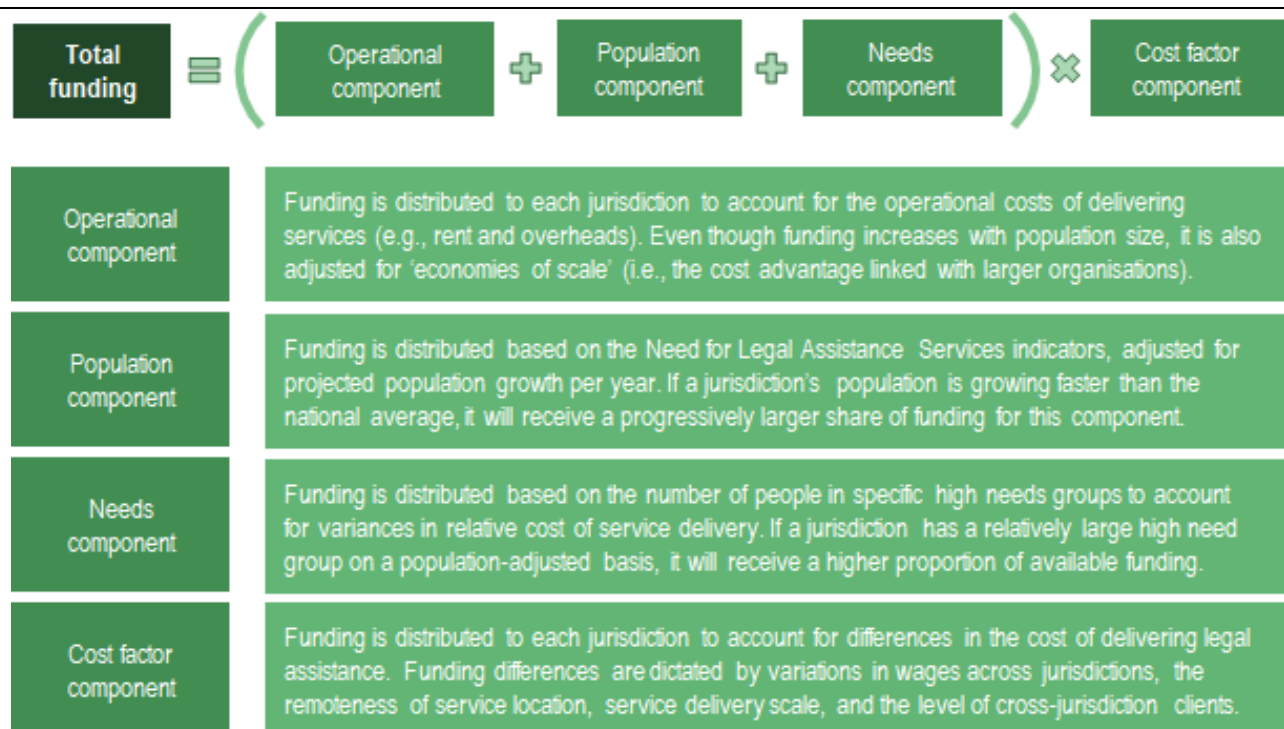 Total
funding
=
(
Operational
component
+
Population
component
+
Needs
component
)
×
Cost factor
component
Operational
component
Funding is distributed to each jurisdiction to account for the operational costs of delivering
services (e.g., rent and overheads). Even though funding increases with population size, it is also
adjusted for ‘economies of scale’ (i.e., the cost advantage linked with larger organisations).
Population
component
Funding is distributed based on the Need for Legal Assistance Services indicators, adjusted for
projected population growth per year. If a jurisdiction’s population is growing faster than the
national average, it will receive a progressively larger share of funding for this component.
Needs
component
Funding is distributed based on the number of people in specific high needs groups to account
for variances in relative cost of service delivery. If a jurisdiction has a relatively large high need
group on a population-adjusted basis, it will receive a higher proportion of available funding.
Cost factor
component
Funding is distributed to each jurisdiction to account for differences in the cost of delivering legal
assistance. Funding differences are dictated by variations in wages across jurisdictions, the
remoteness of service location, service delivery scale, and the level of cross-jurisdiction clients.